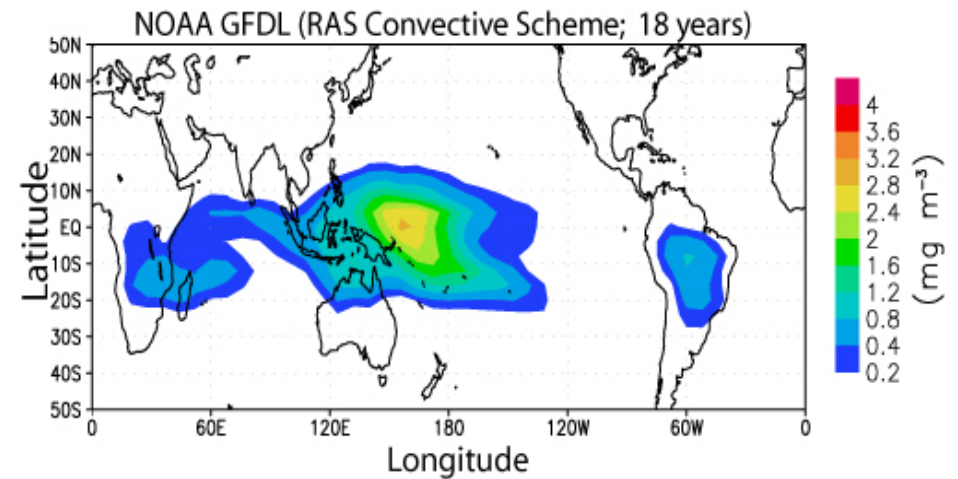 NOAA GFDL (RAS Convective Scheme; 18 years)
50N
40N
30N
20N
10N
EQ
10S
20S
30S
40S
50S
Latitude
0 60E 120E 180 120W 60W 0
Longitude
4
3.6
3.2
2.8
2.4
2
1.6
1.2
0.8
0.4
0.2
(mg m⁻³)